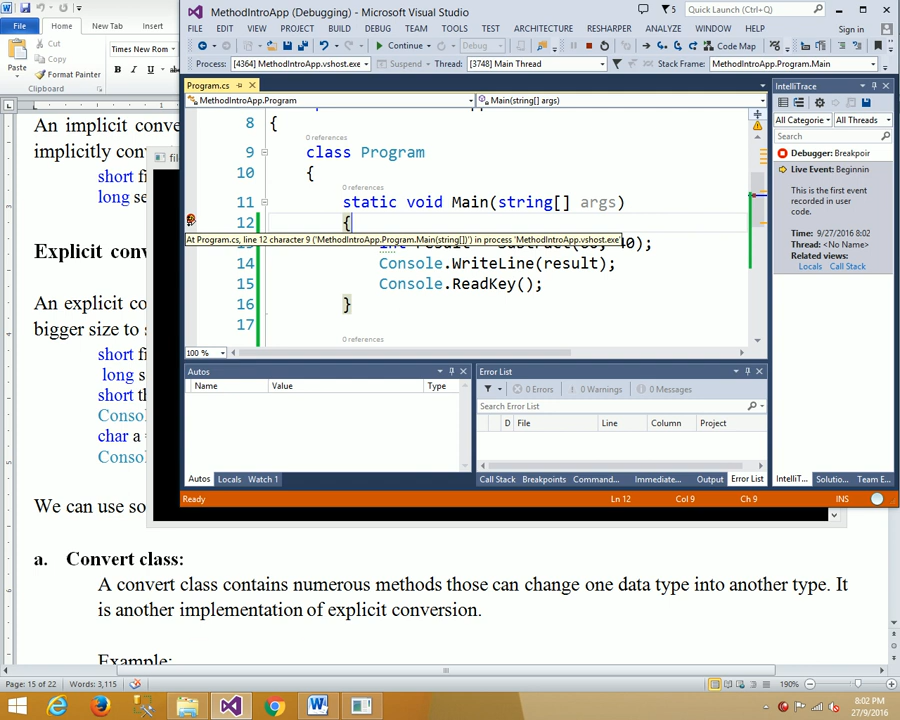 MethodIntroApp (Debugging) - Microsoft Visual Studio
5
Quick Launch (Ctrl+Q)
FILE EDIT VIEW PROJECT BUILD DEBUG TEAM TOOLS TEST ARCHITECTURE RESHARPER ANALYZE WINDOW HELP
Sign in
Continue
Debug
Code Map
Process: [4364] MethodIntroApp.vshost.exe
Suspend
Thread: [3748] Main Thread
Stack Frame: MethodIntroApp.Program.Main
File Home New Tab Insert
Cut
Copy
Format Painter
Paste
Clipboard
Times New Rom
B I U
Program.cs
MethodIntroApp.Program
Main(string[] args)
8 {
0 references
9 class Program
10 {
0 references
11 static void Main(string[] args)
12 {
At Program.cs, line 12 character 9 ('MethodIntroApp.Program.Main(string[])') in process 'MethodIntroApp.vshost.exe'
14 Console.WriteLine(result);
15 Console.ReadKey();
16 }
17
0 references
100 %
Autos
Name Value Type
Autos Locals Watch 1
Error List
0 Errors 0 Warnings 0 Messages
Search Error List
D File Line Column Project
Call Stack Breakpoints Command... Immediate... Output Error List
IntelliTrace
All Categorie All Threads
Search
Debugger: Breakpoir
Live Event: Beginnin
This is the first event
recorded in user
code.
Time: 9/27/2016 8:02
Thread: <No Name>
Related views:
Locals Call Stack
IntelliT... Solutio... Team E...
Ready
Ln 12 Col 9 Ch 9 INS
An implicit conve
implicitly con
short fi
long se
Explicit conv
An explicit co
bigger size to s
short fi
long s
short th
Conso
char a =
Conso
We can use so
a. Convert class:
A convert class contains numerous methods those can change one data type into another type. It
is another implementation of explicit conversion.
Example:
Page: 15 of 22 Words: 3,115
190%
8:02 PM
27/9/2016